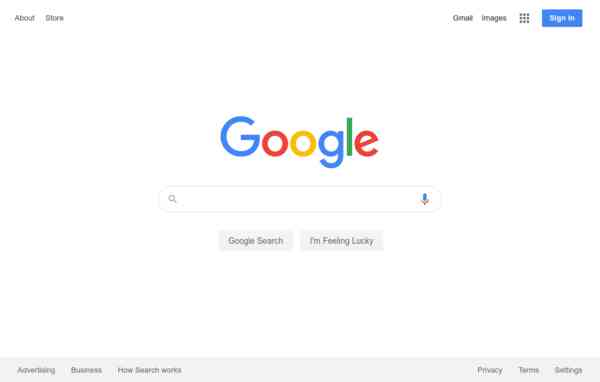 About Store Gmail Images Sign in
Google
Google Search I'm Feeling Lucky
Advertising Business How Search works Privacy Terms Settings